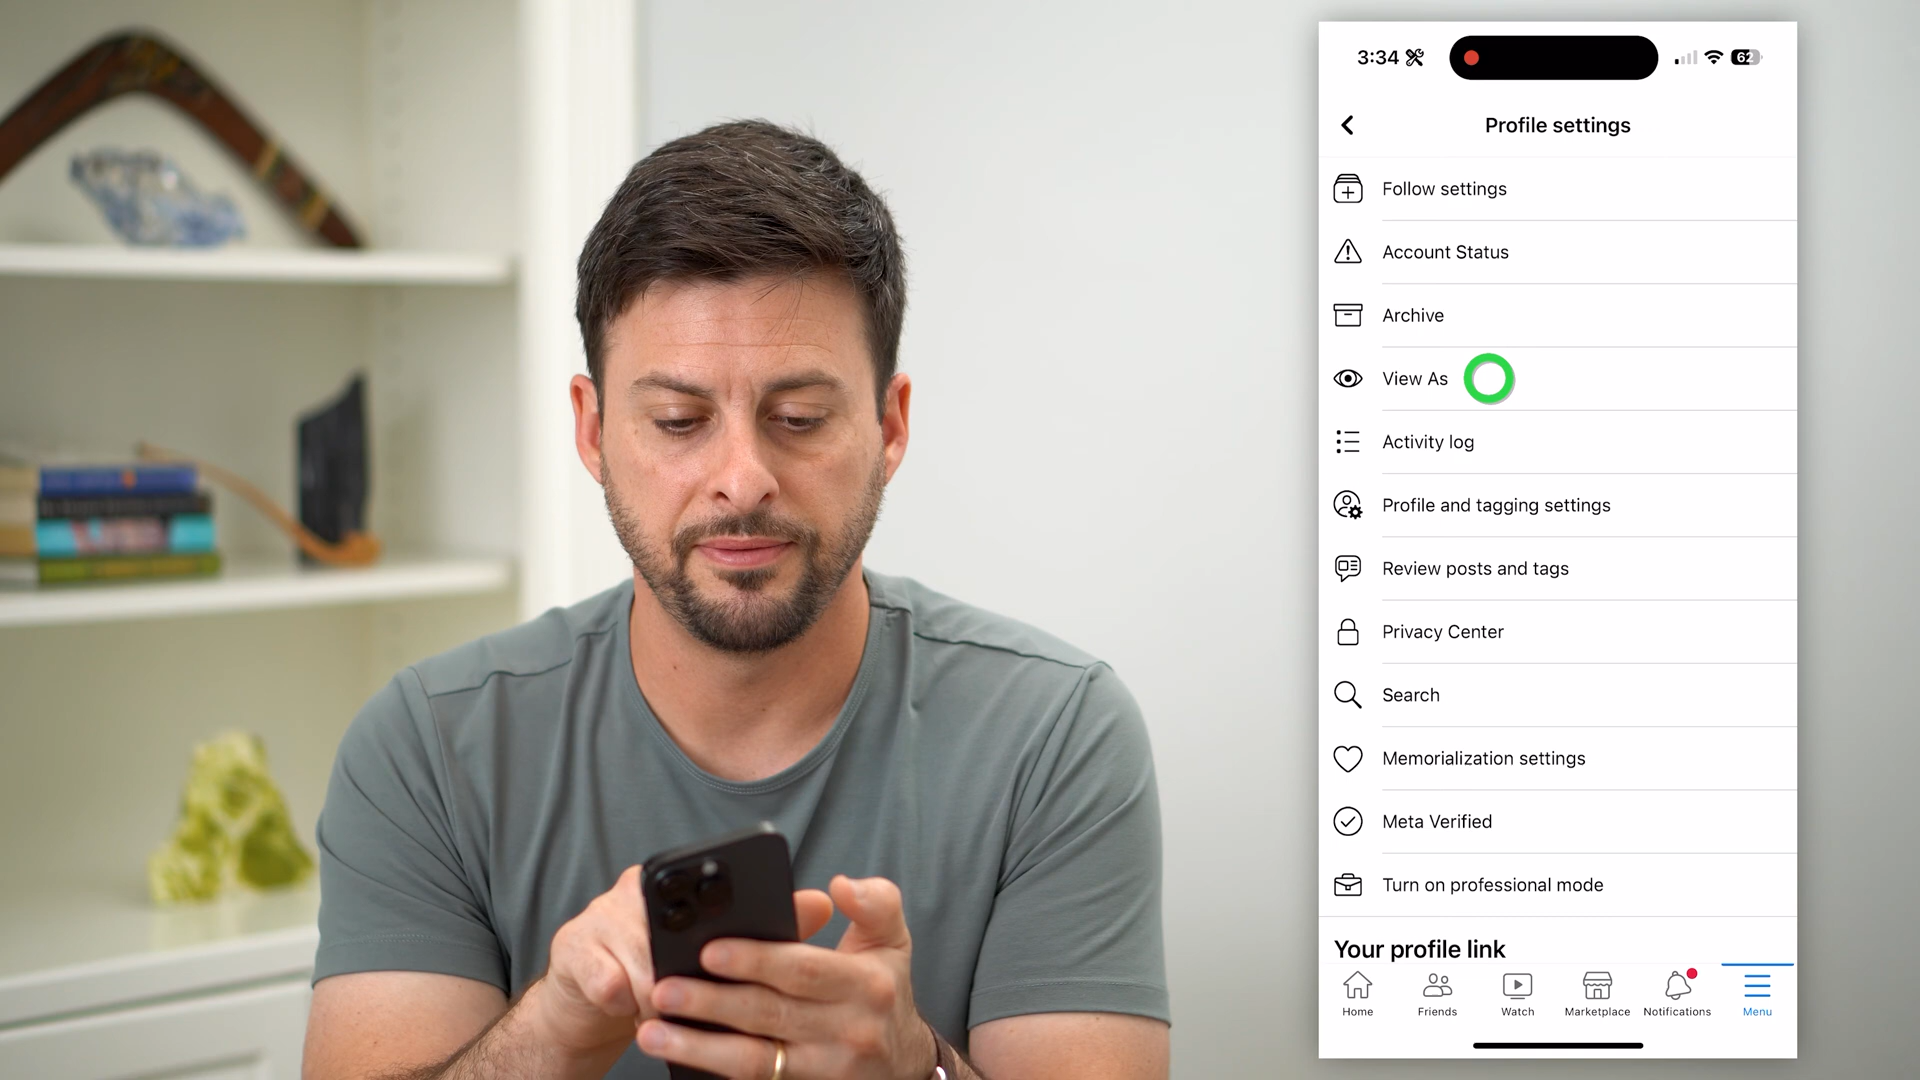 3:34
62
Profile settings
Follow settings
Account Status
Archive
View As
Activity log
Profile and tagging settings
Review posts and tags
Privacy Center
Search
Memorialization settings
Meta Verified
Turn on professional mode
Your profile link
Home
Friends
Watch
Marketplace
Notifications
Menu